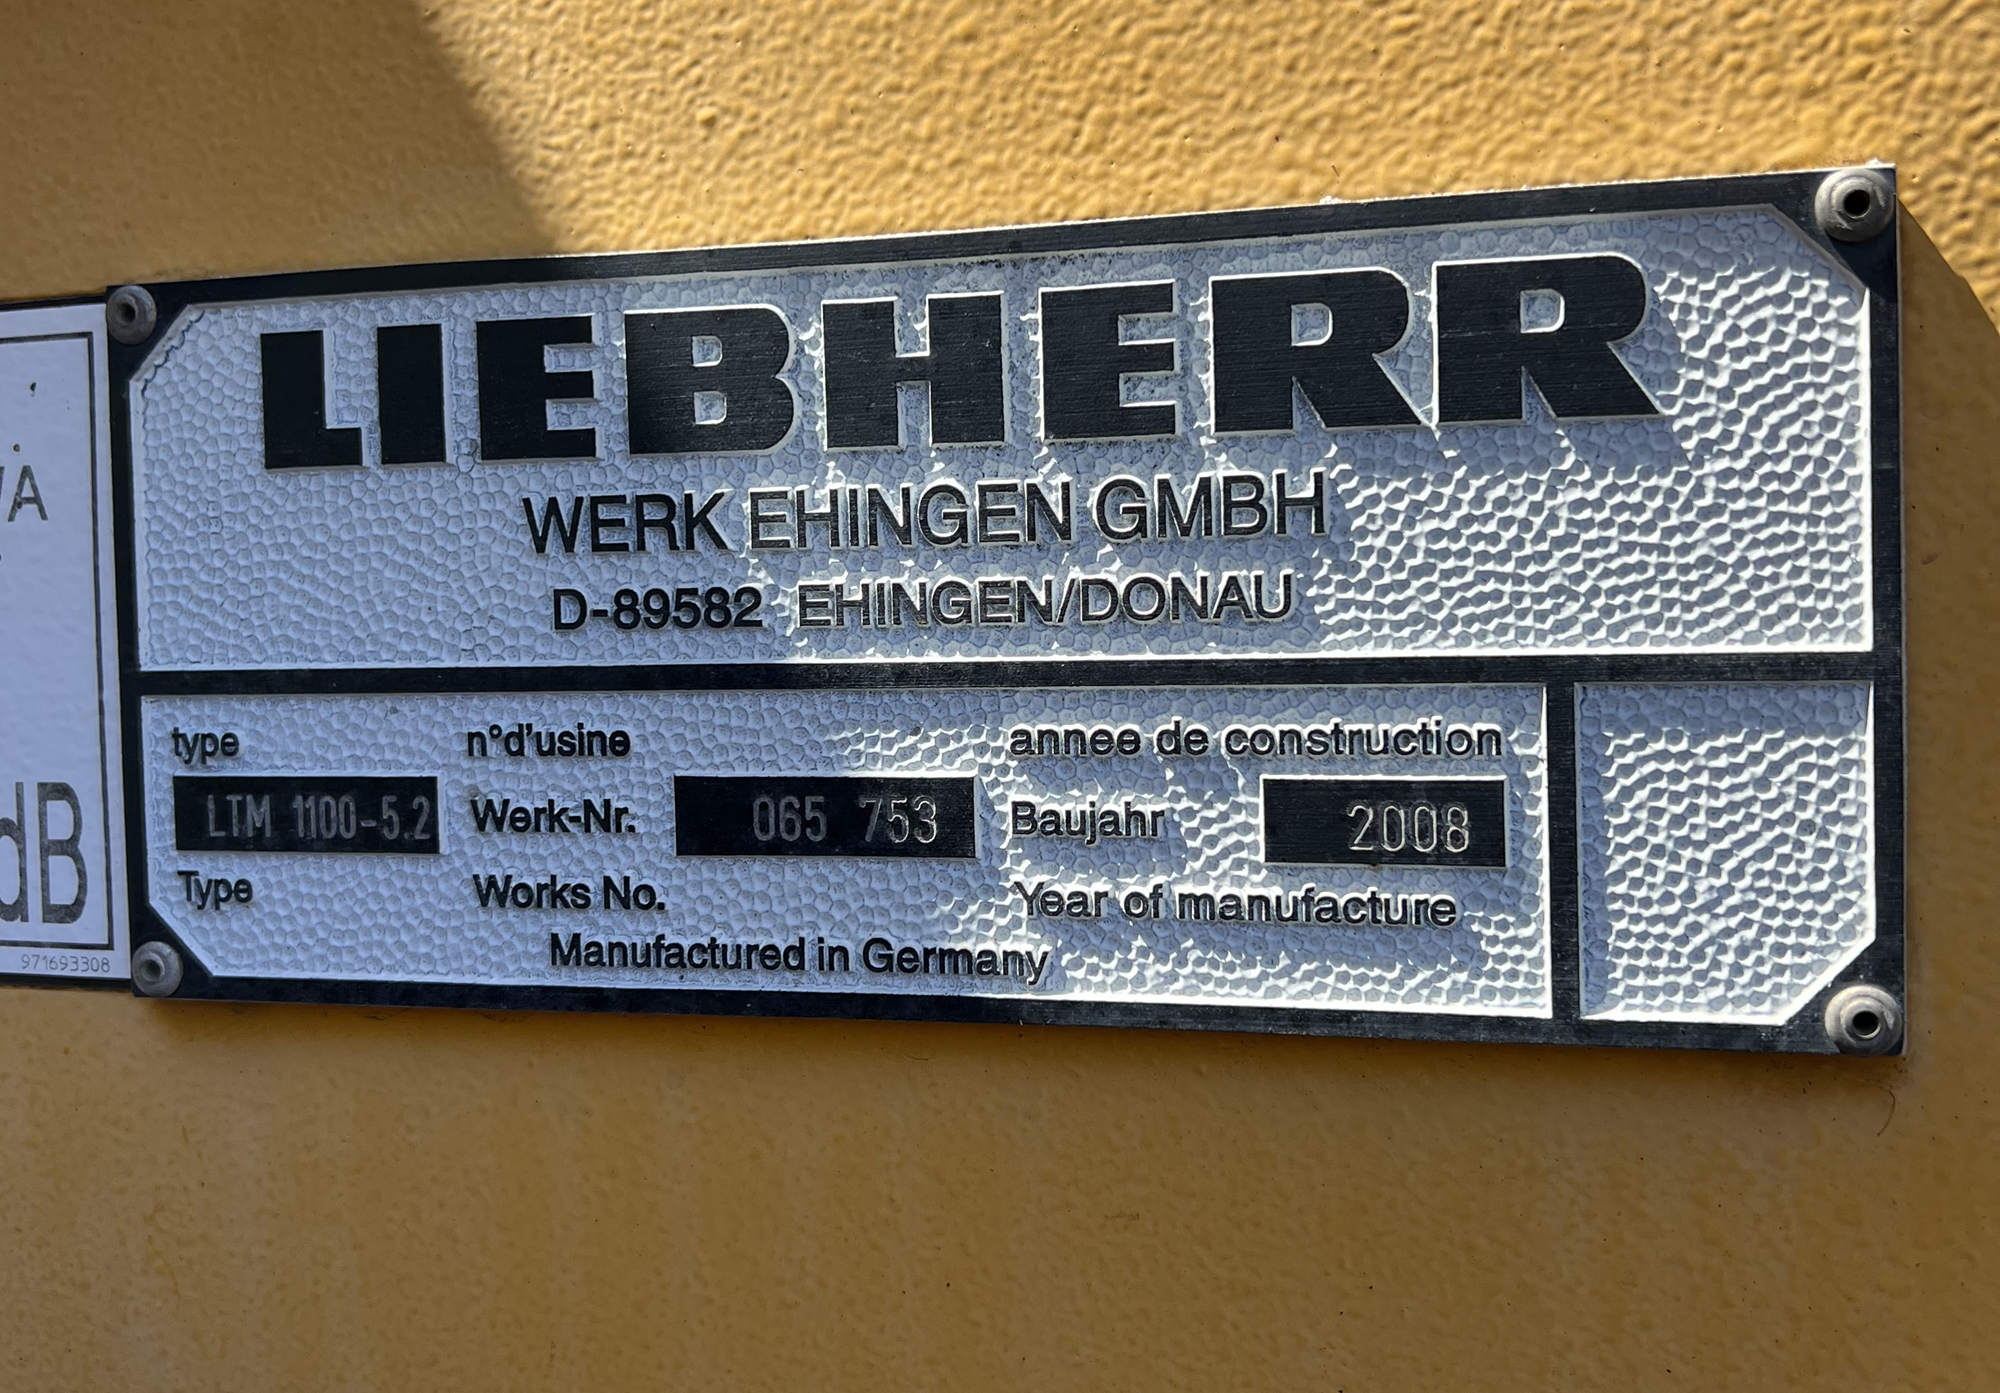 LIEBHERR
WERK EHINGEN GMBH
D-89582 EHINGEN/DONAU
type n°d'usine annee de construction
LTM 1100-5.2 Werk-Nr. 065 753 Baujahr 2008
Type Works No. Year of manufacture
Manufactured in Germany
dB
971693308